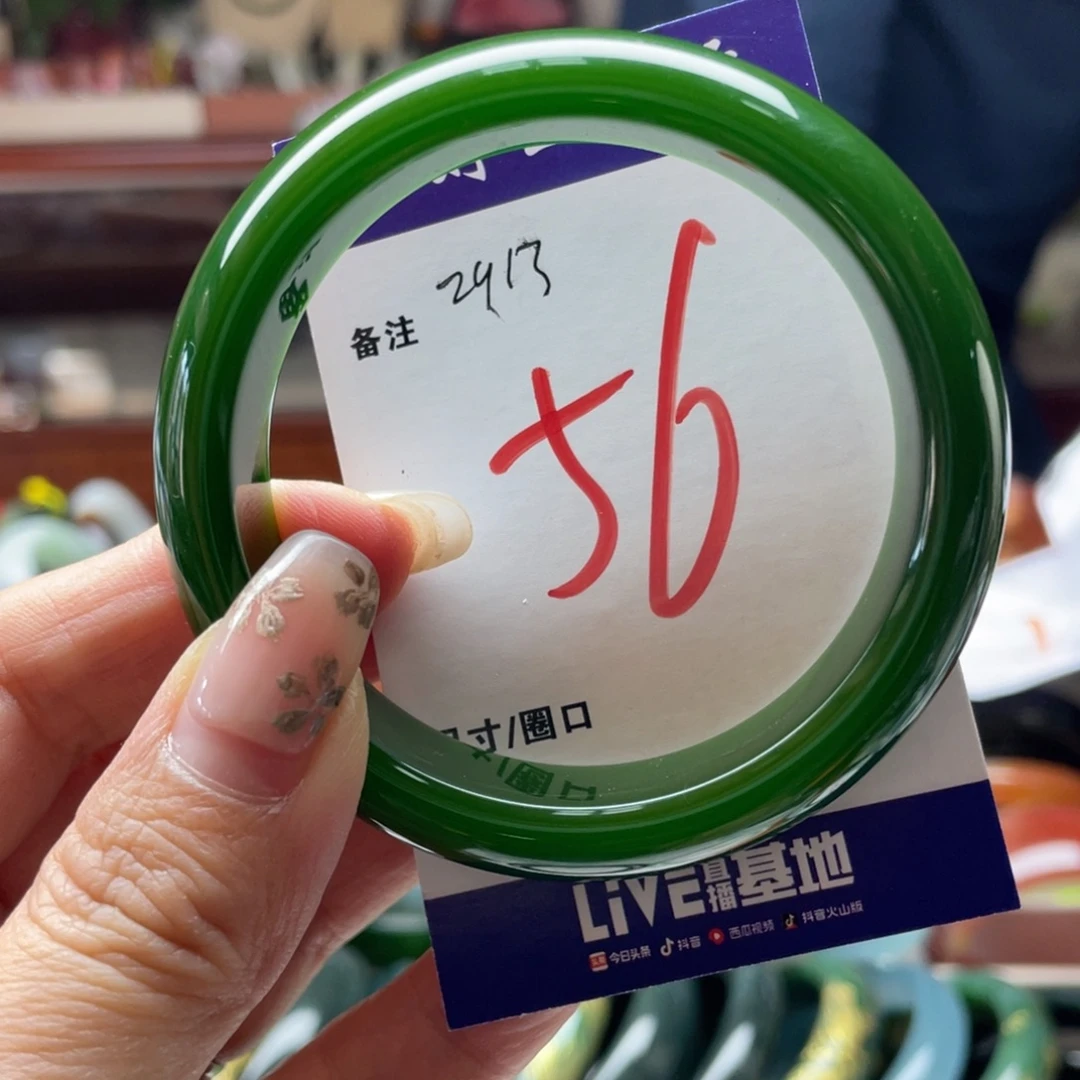 2913
备注
56
寸/圈口
LiVE直播基地
今日头条 抖音 西瓜视频 抖音火山版